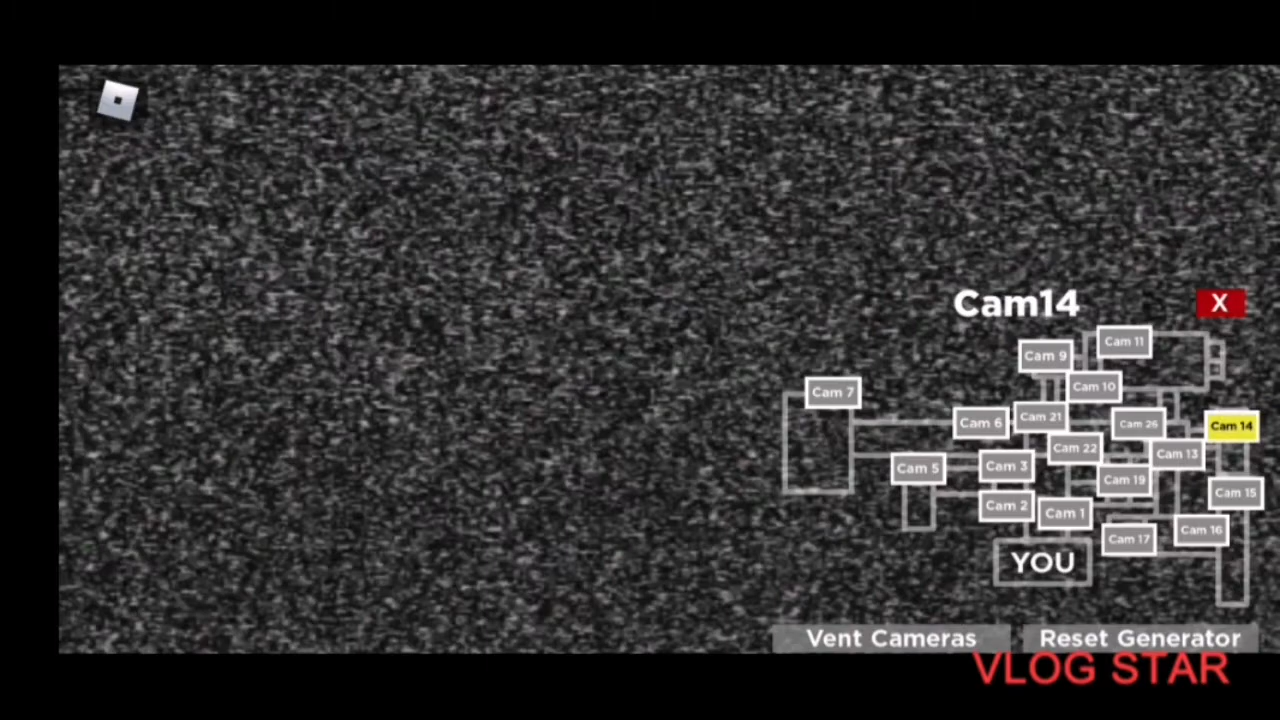 Cam14
X
Cam 11
Cam 9
Cam 10
Cam 7
Cam 21
Cam 6
Cam 26
Cam 14
Cam 22
Cam 13
Cam 3
Cam 5
Cam 19
Cam 15
Cam 2
Cam 1
Cam 16
Cam 17
YOU
Vent Cameras
Reset Generator
VLOG STAR